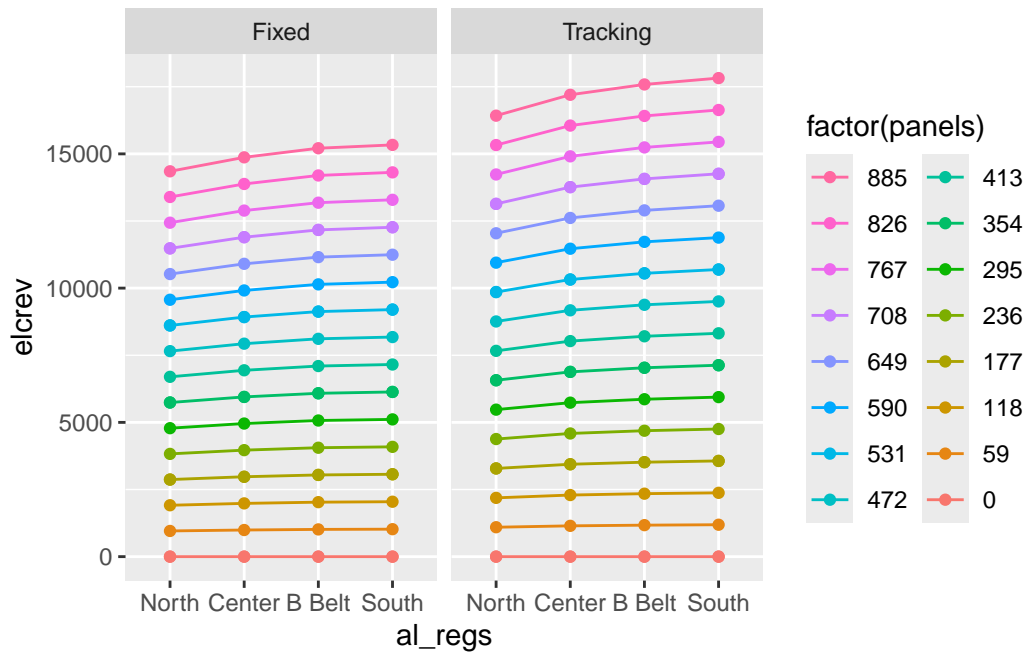 Fixed
Tracking
15000
10000
5000
0
elcrev
North Center B Belt South
North Center B Belt South
al_regs
factor(panels)
885 413
826 354
767 295
708 236
649 177
590 118
531 59
472 0